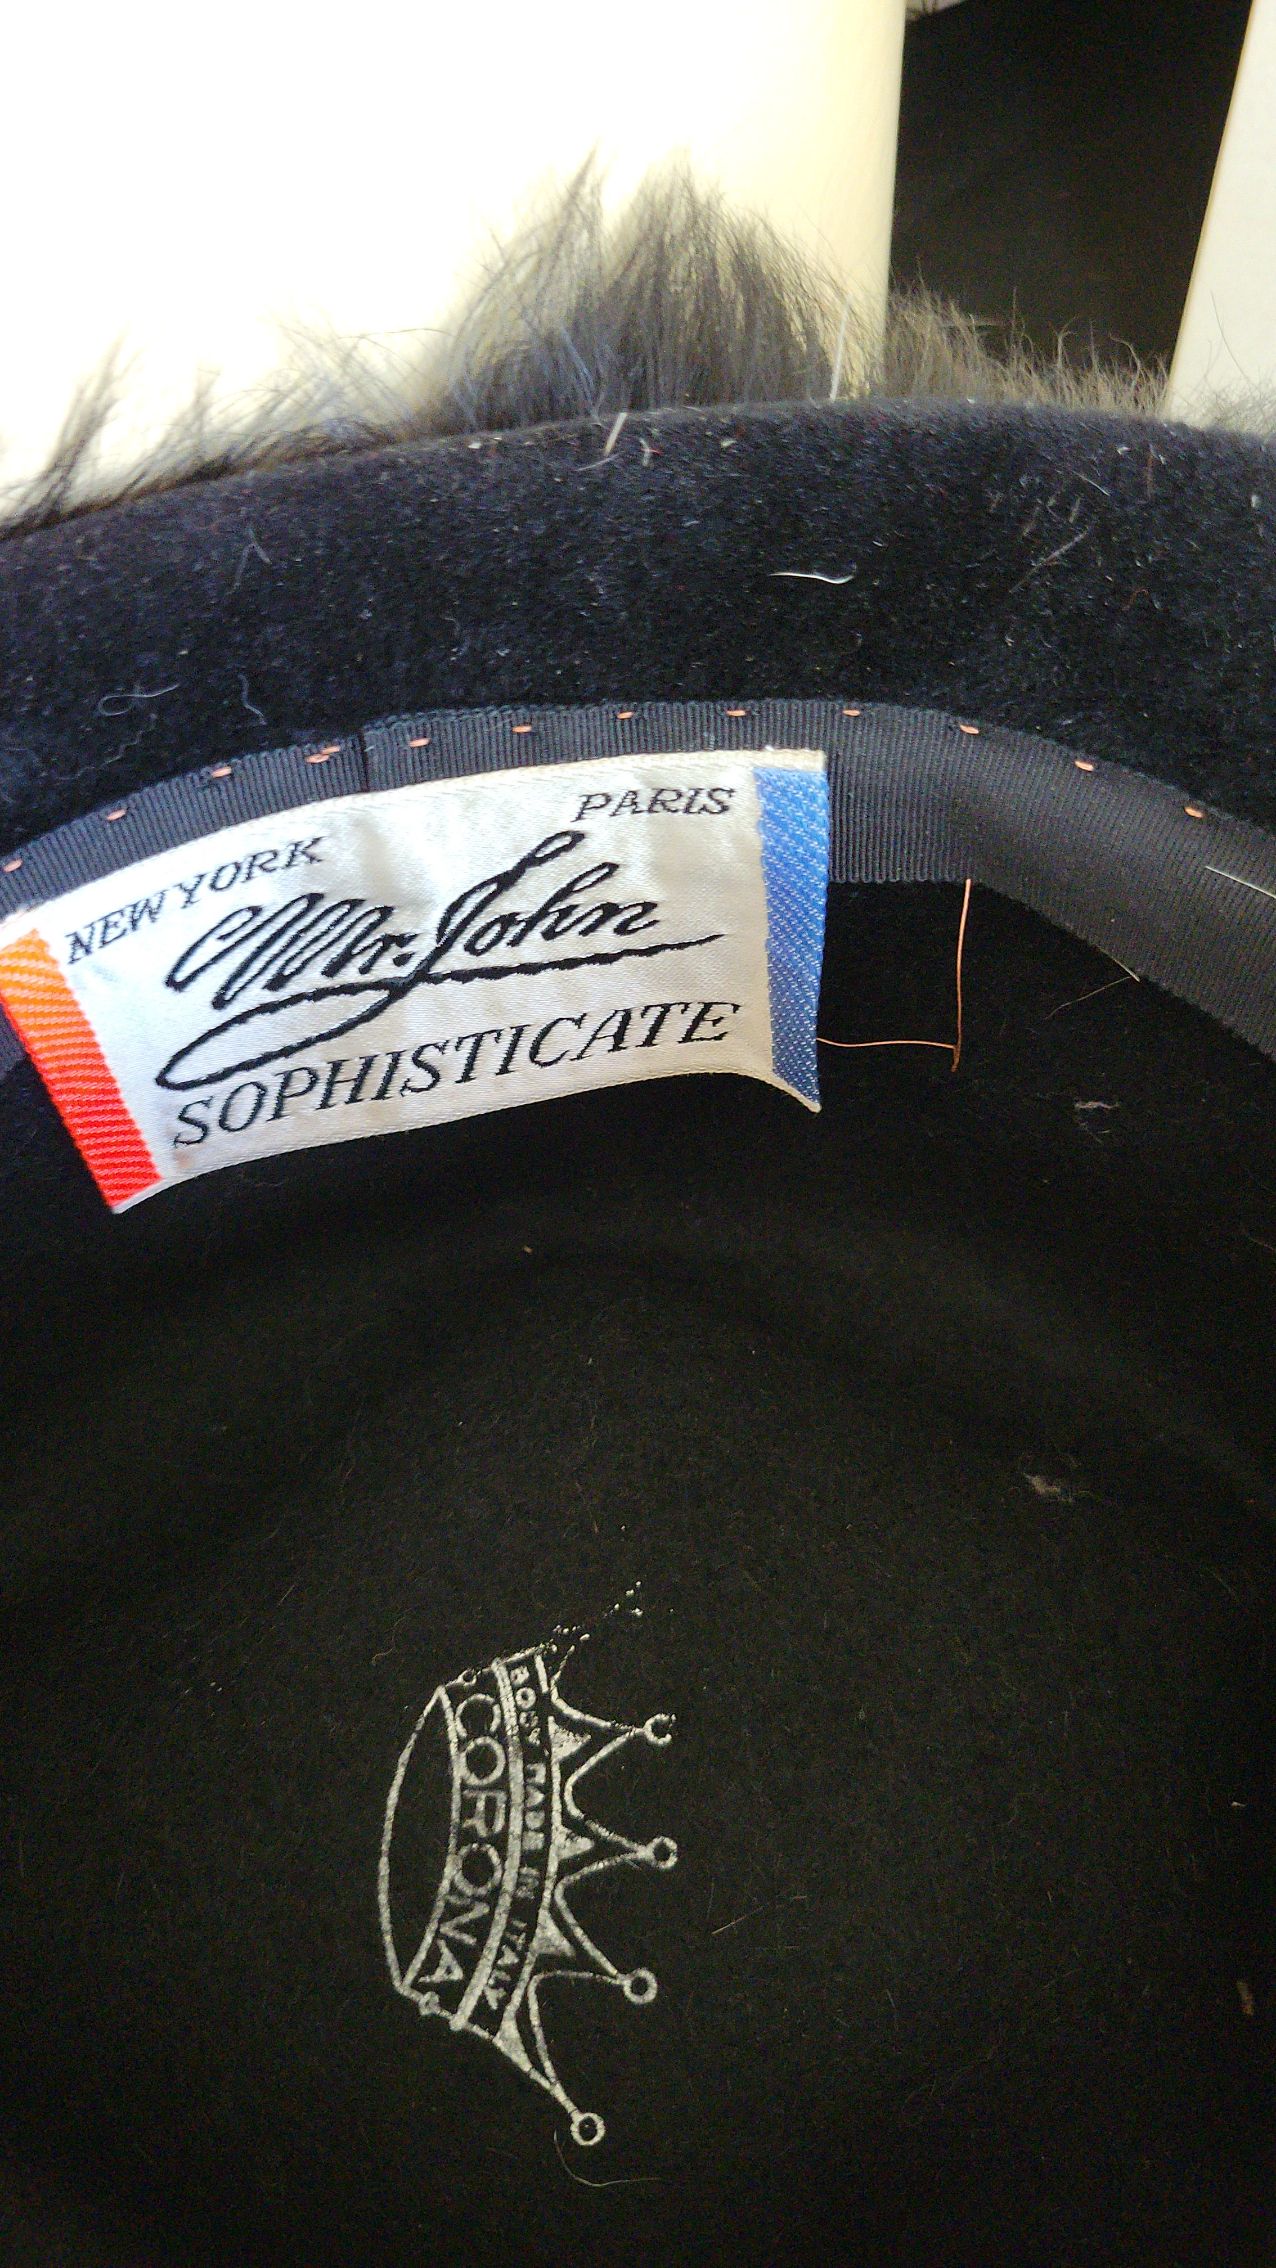 NEW YORK PARIS
Mr. John
SOPHISTICATE
BODY MADE IN ITALY
CORONA